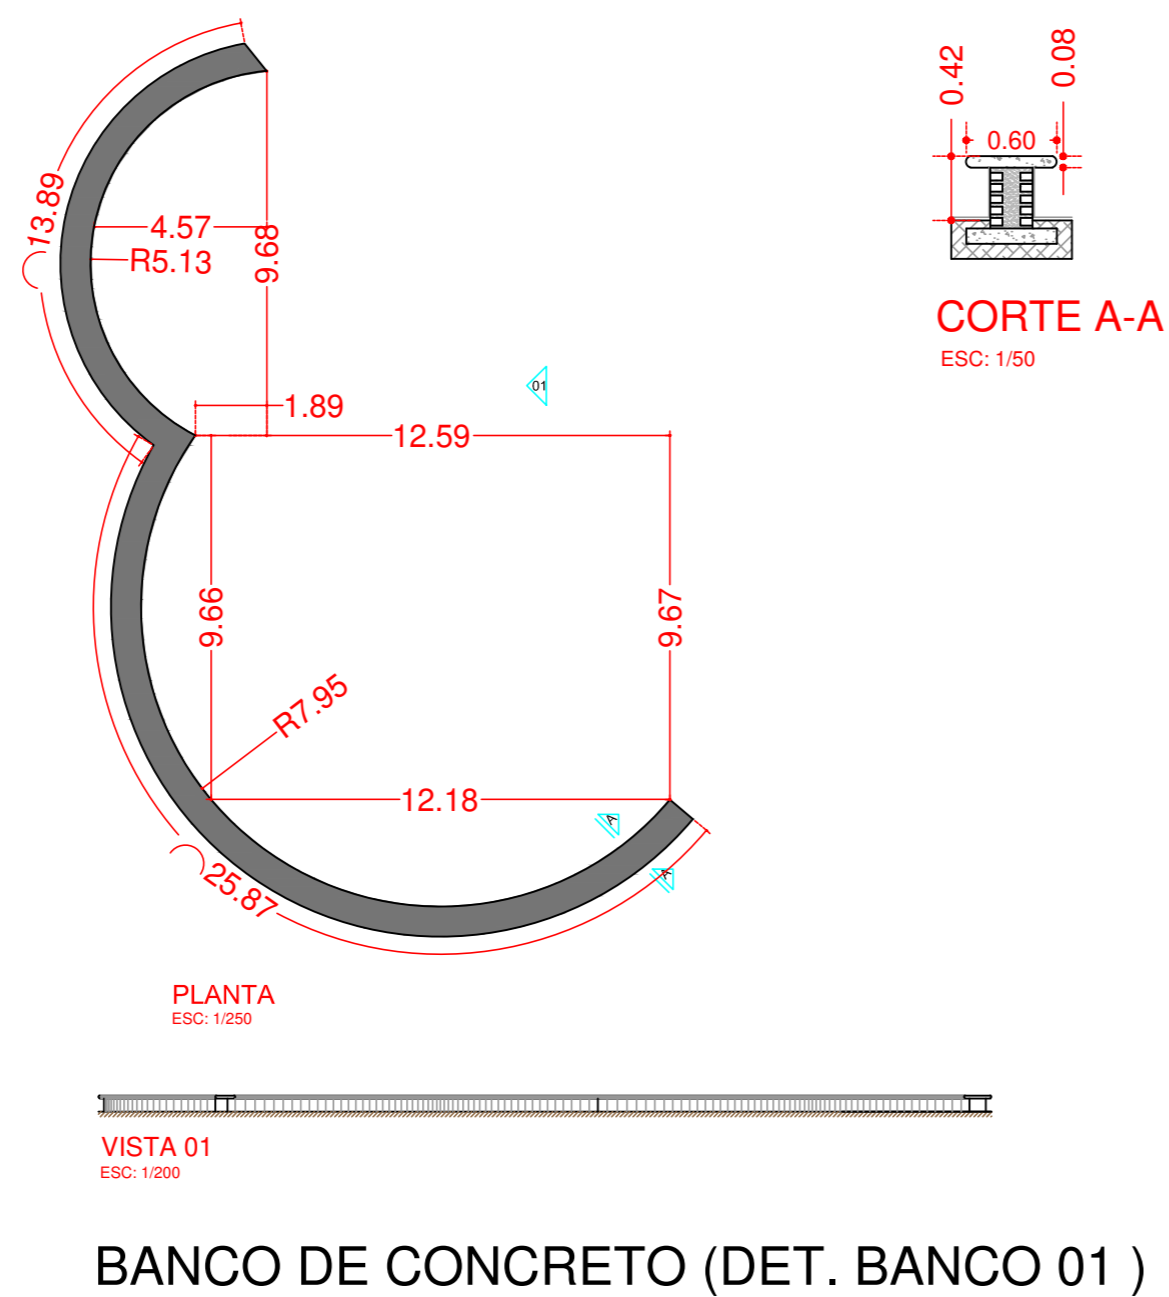 13.89
4.57
R5.13
9.68
1.89
12.59
01
9.66
9.67
R7.95
12.18
A
A
25.87
PLANTA
ESC: 1/250
0.42
0.08
0.60
CORTE A-A
ESC: 1/50
VISTA 01
ESC: 1/200
BANCO DE CONCRETO (DET. BANCO 01 )